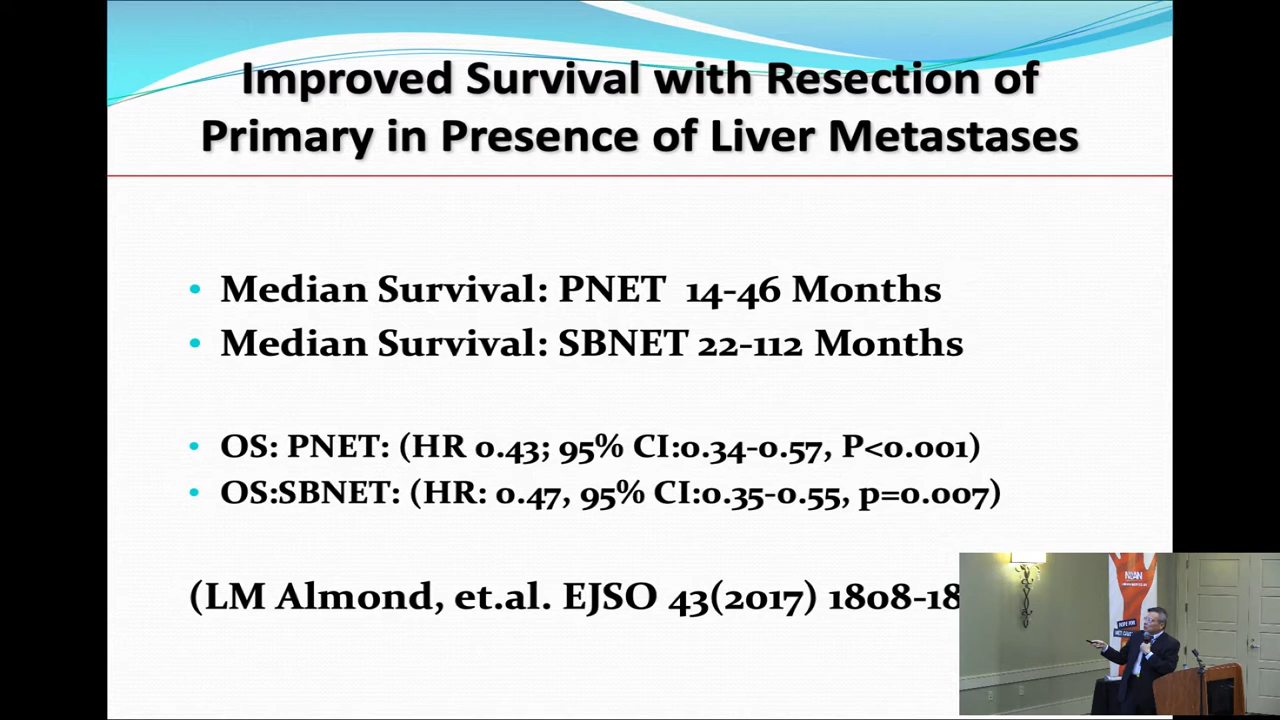 Improved Survival with Resection of
Primary in Presence of Liver Metastases
• Median Survival: PNET 14-46 Months
• Median Survival: SBNET 22-112 Months
• OS: PNET: (HR 0.43; 95% CI:0.34-0.57, P<0.001)
• OS:SBNET: (HR: 0.47, 95% CI:0.35-0.55, p=0.007)
(LM Almond, et.al. EJSO 43(2017) 1808-18
HOPE FOR